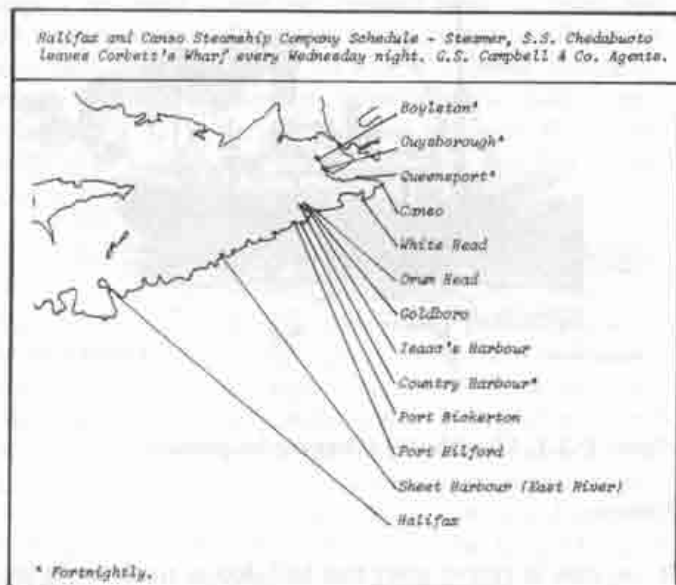 Halifax and Canso Steamship Company Schedule - Steamer, S.S. Chedabucto
leaves Corbett's Wharf every Wednesday night. G.S. Campbell & Co. Agents.
Boyleton*
Guysborough*
Queensport*
Canso
White Head
Drum Head
Goldboro
Isaac's Harbour
Country Harbour*
Port Bickerton
Port Hilford
Sheet Harbour (East River)
Halifax
* Fortnightly.